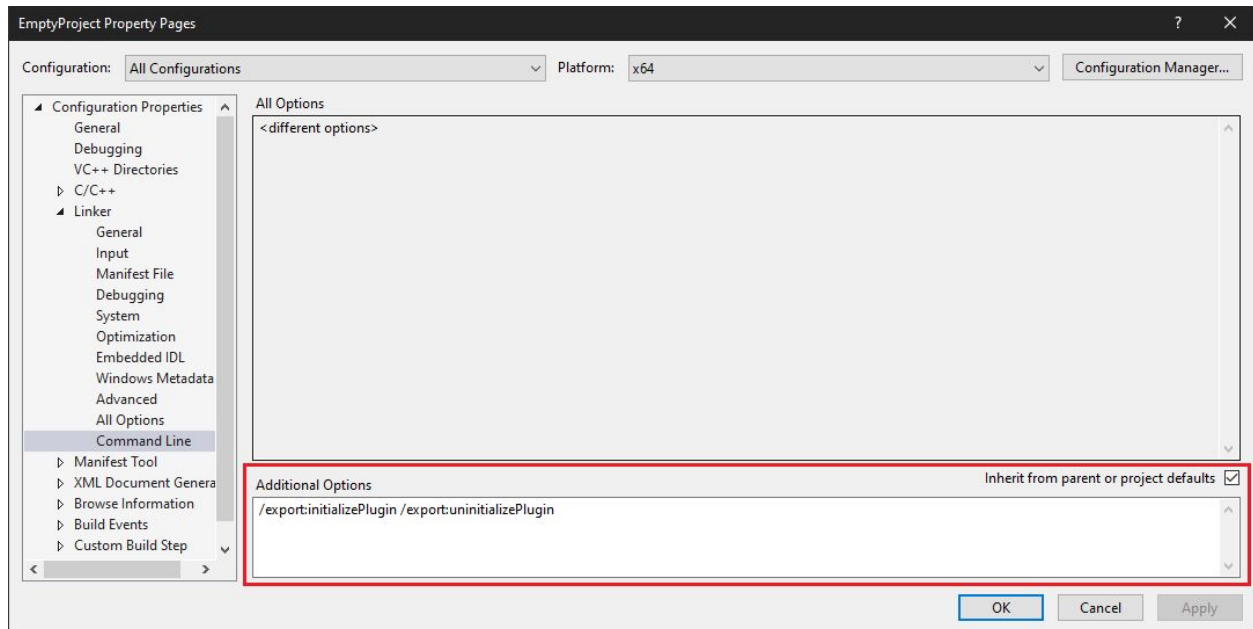 EmptyProject Property Pages
?
Configuration: All Configurations Platform: x64 Configuration Manager...
Configuration Properties
General
Debugging
VC++ Directories
C/C++
Linker
General
Input
Manifest File
Debugging
System
Optimization
Embedded IDL
Windows Metadata
Advanced
All Options
Command Line
Manifest Tool
XML Document Genera
Browse Information
Build Events
Custom Build Step
All Options
<different options>
Additional Options Inherit from parent or project defaults
/export:initializePlugin /export:uninitializePlugin
OK Cancel Apply